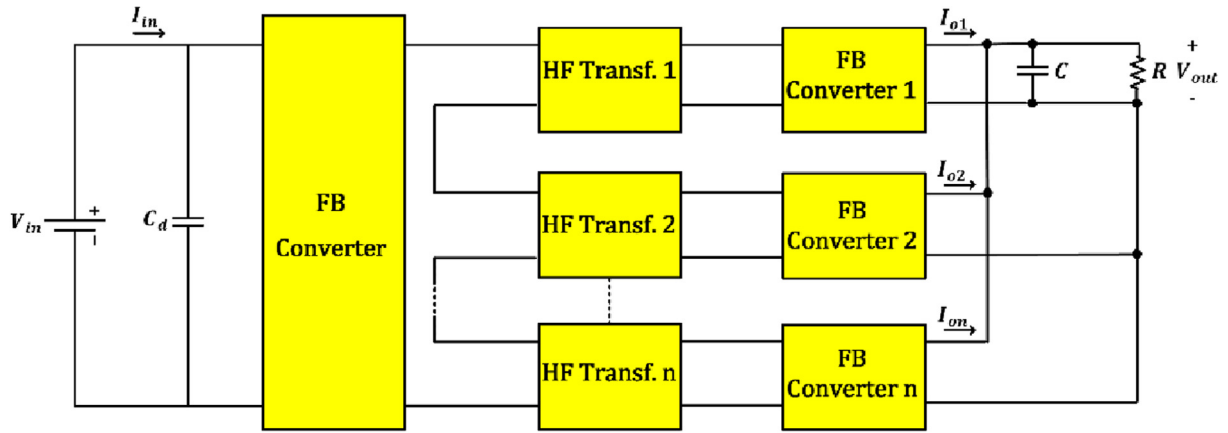 I_in
V_in
+
-
C_d
FB
Converter
HF Transf. 1
FB
Converter 1
I_o1
C
R
+
V_out
-
HF Transf. 2
FB
Converter 2
I_o2
HF Transf. n
FB
Converter n
I_on